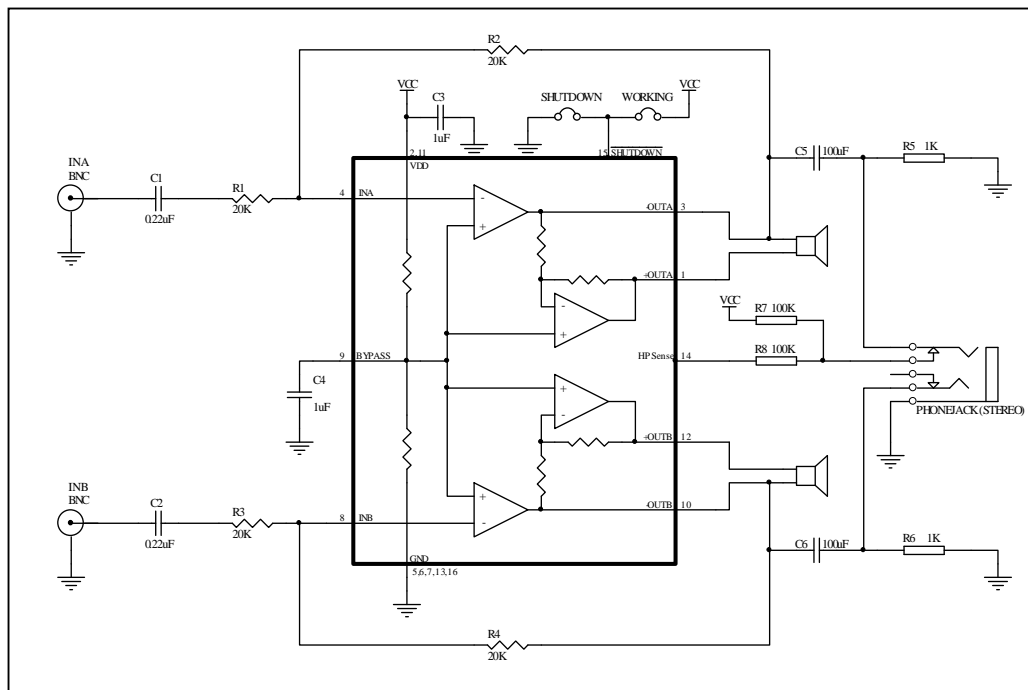 R2
20K
VCC
C3
1uF
SHUTDOWN
WORKING
VCC
2,11
VDD
15
SHUTDOWN
C5
100uF
R5 1K
INA
BNC
C1
0.22uF
R1
20K
4
INA
-
+
-OUTA
3
+OUTA
1
-
+
VCC
R7 100K
9
BYPASS
HP Sense
14
R8 100K
C4
1uF
PHONEJACK (STEREO)
+
-
+OUTB
12
INB
BNC
C2
0.22uF
R3
20K
8
INB
+
-
-OUTB
10
C6
100uF
R6 1K
GND
5,6,7,13,16
R4
20K